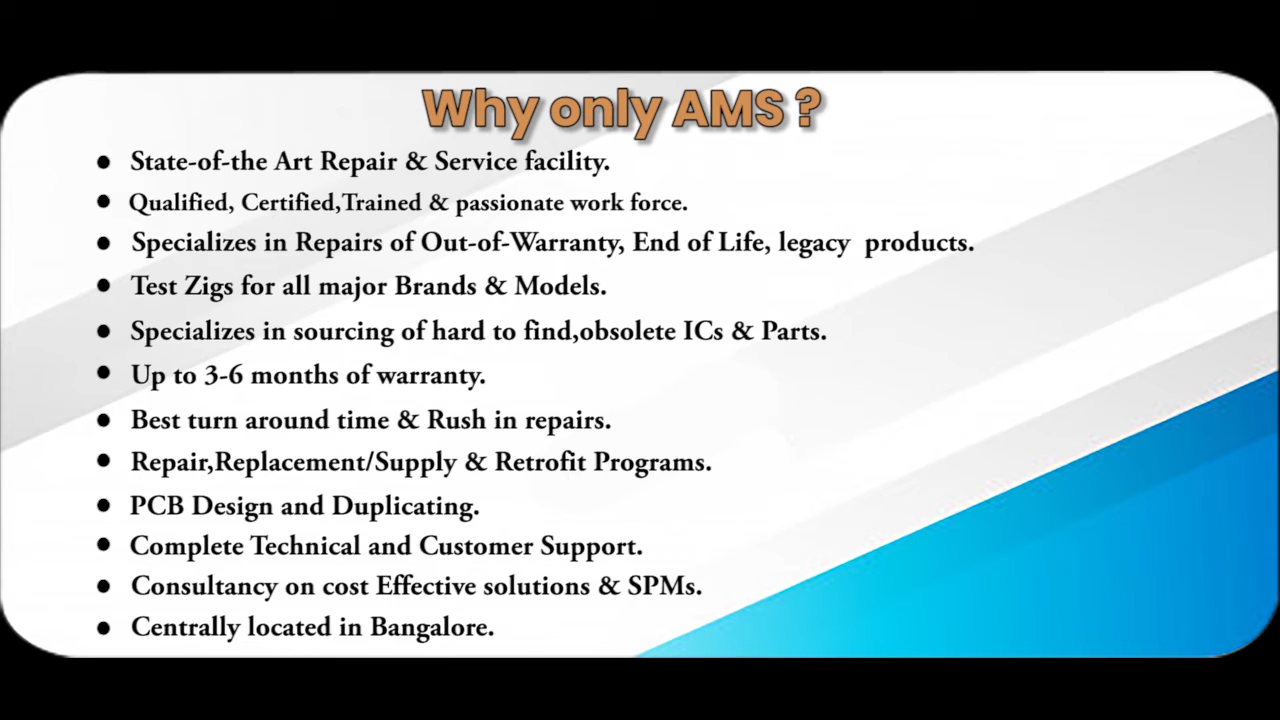 Why only AMS ?
State-of-the Art Repair & Service facility.
Qualified, Certified,Trained & passionate work force.
Specializes in Repairs of Out-of-Warranty, End of Life, legacy products.
Test Zigs for all major Brands & Models.
Specializes in sourcing of hard to find,obsolete ICs & Parts.
Up to 3-6 months of warranty.
Best turn around time & Rush in repairs.
Repair,Replacement/Supply & Retrofit Programs.
PCB Design and Duplicating.
Complete Technical and Customer Support.
Consultancy on cost Effective solutions & SPMs.
Centrally located in Bangalore.